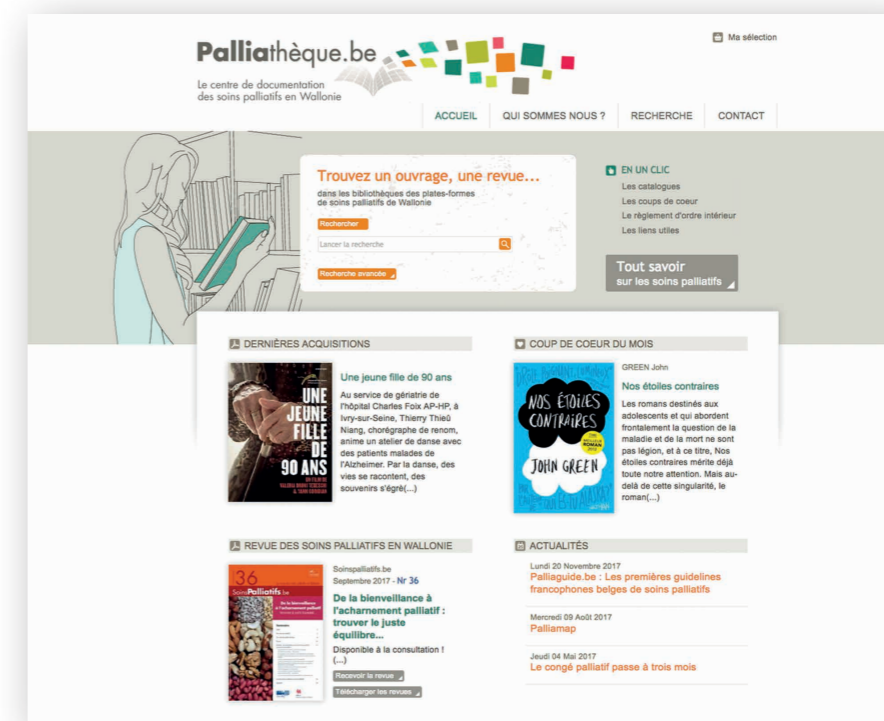 Palliathèque.be
Le centre de documentation
des soins palliatifs en Wallonie
Ma sélection
ACCUEIL
QUI SOMMES NOUS ?
RECHERCHE
CONTACT
Trouvez un ouvrage, une revue...
dans les bibliothèques des plates-formes
de soins palliatifs de Wallonie
Rechercher
Lancer la recherche
Recherche avancée
EN UN CLIC
Les catalogues
Les coups de coeur
Le règlement d'ordre intérieur
Les liens utiles
Tout savoir
sur les soins palliatifs
DERNIÈRES ACQUISITIONS
UNE
JEUNE
FILLE
DE
90 ANS
UN FILM DE
Une jeune fille de 90 ans
Au service de gériatrie de
l'hôpital Charles Foix AP-HP, à
Ivry-sur-Seine, Thierry Thieû
Niang, chorégraphe de renom,
anime un atelier de danse avec
des patients malades de
l'Alzheimer. Par la danse, des
vies se racontent, des
souvenirs s'égrè(...)
COUP DE COEUR DU MOIS
NOS ÉTOILES
CONTRAIRES
JOHN GREEN
GREEN John
Nos étoiles contraires
Les romans destinés aux
adolescents et qui abordent
frontalement la question de la
maladie et de la mort ne sont
pas légion, et à ce titre, Nos
étoiles contraires mérite déjà
toute notre attention. Mais au-
delà de cette singularité, le
roman(...)
REVUE DES SOINS PALLIATIFS EN WALLONIE
36
SoinsPalliatifs.be
De la bienveillance
à l'acharnement palliatif
Soinspalliatifs.be
Septembre 2017 - Nr 36
De la bienveillance à
l'acharnement palliatif :
trouver le juste
équilibre...
Disponible à la consultation !
(...)
Recevoir la revue
Télécharger les revues
ACTUALITÉS
Lundi 20 Novembre 2017
Palliaguide.be : Les premières guidelines
francophones belges de soins palliatifs
Mercredi 09 Août 2017
Palliamap
Jeudi 04 Mai 2017
Le congé palliatif passe à trois mois